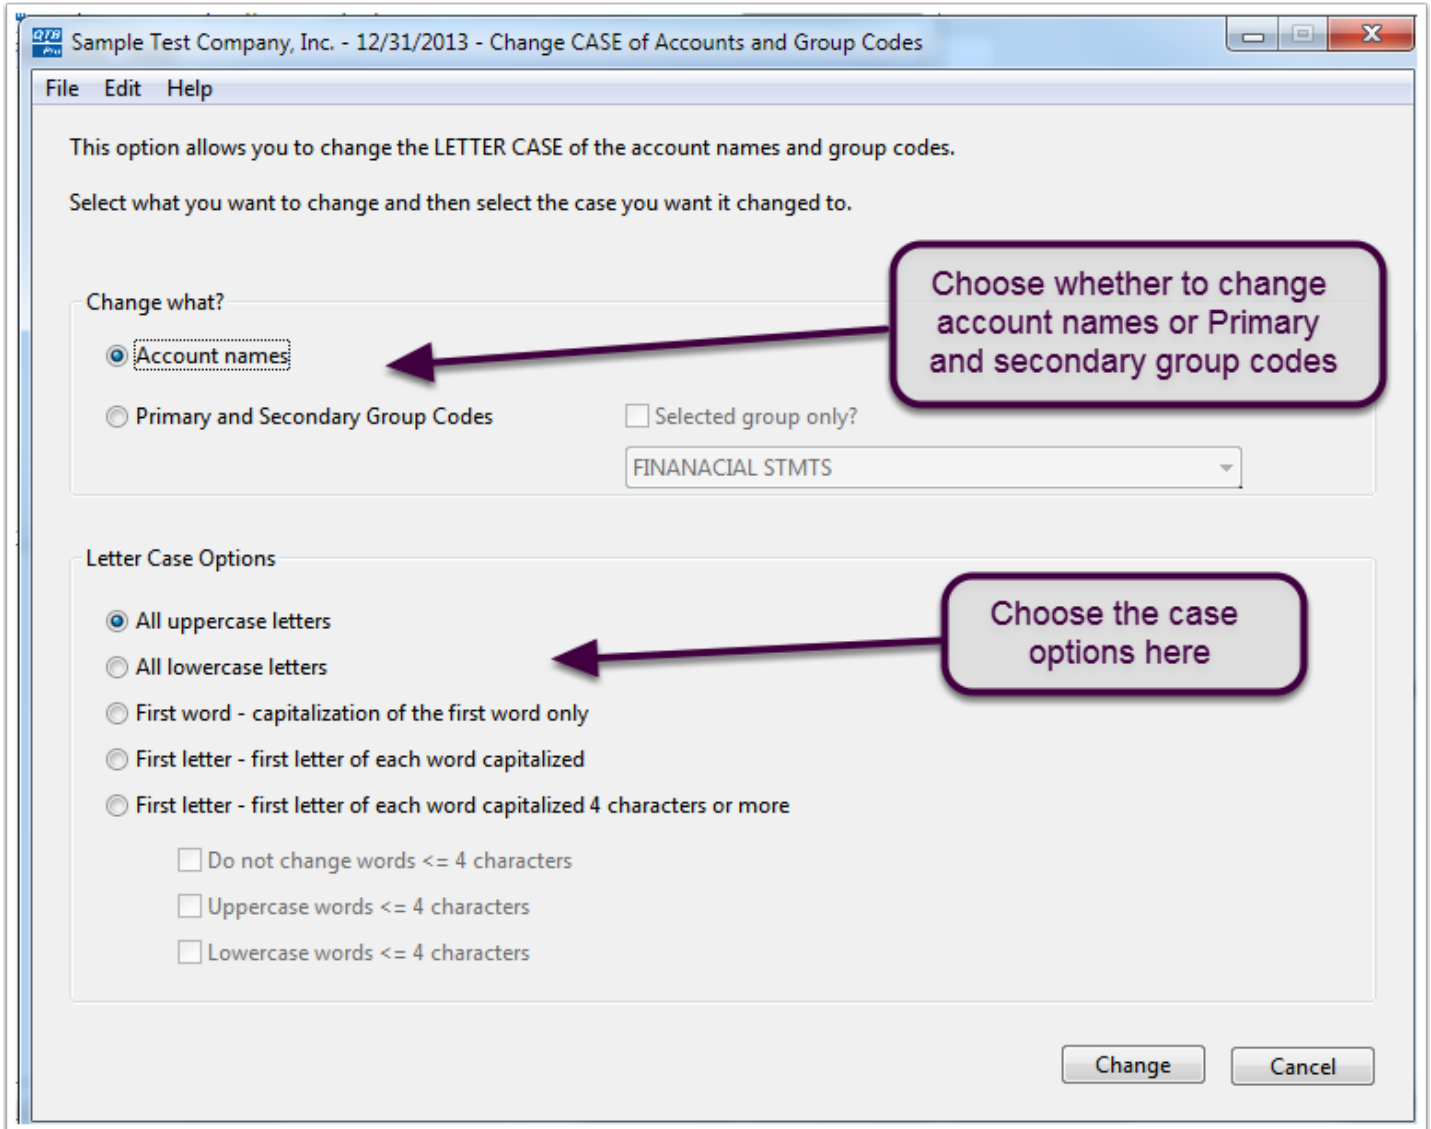 QTB Pro
Sample Test Company, Inc. - 12/31/2013 - Change CASE of Accounts and Group Codes
File Edit Help
This option allows you to change the LETTER CASE of the account names and group codes.
Select what you want to change and then select the case you want it changed to.
Choose whether to change
account names or Primary
and secondary group codes
Change what?
Account names
Primary and Secondary Group Codes
Selected group only?
FINANACIAL STMTS
Letter Case Options
Choose the case
options here
All uppercase letters
All lowercase letters
First word - capitalization of the first word only
First letter - first letter of each word capitalized
First letter - first letter of each word capitalized 4 characters or more
Do not change words <= 4 characters
Uppercase words <= 4 characters
Lowercase words <= 4 characters
Change Cancel